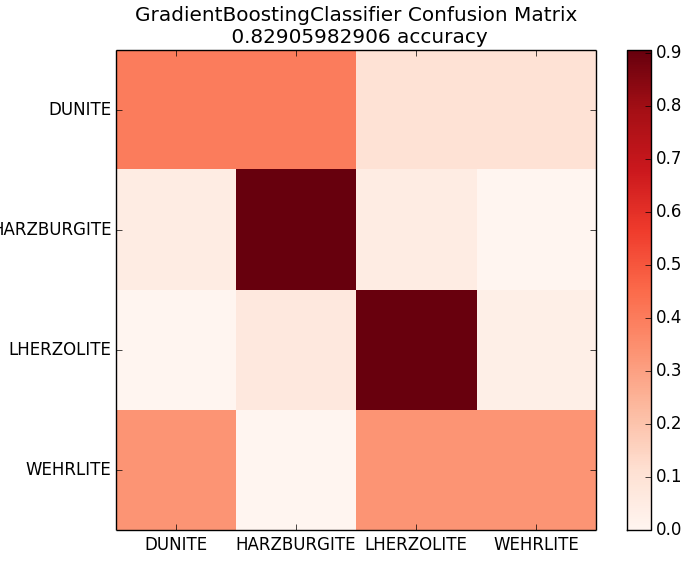 GradientBoostingClassifier Confusion Matrix
0.82905982906 accuracy
DUNITE
HARZBURGITE
LHERZOLITE
WEHRLITE
DUNITE HARZBURGITE LHERZOLITE WEHRLITE
0.9
0.8
0.7
0.6
0.5
0.4
0.3
0.2
0.1
0.0